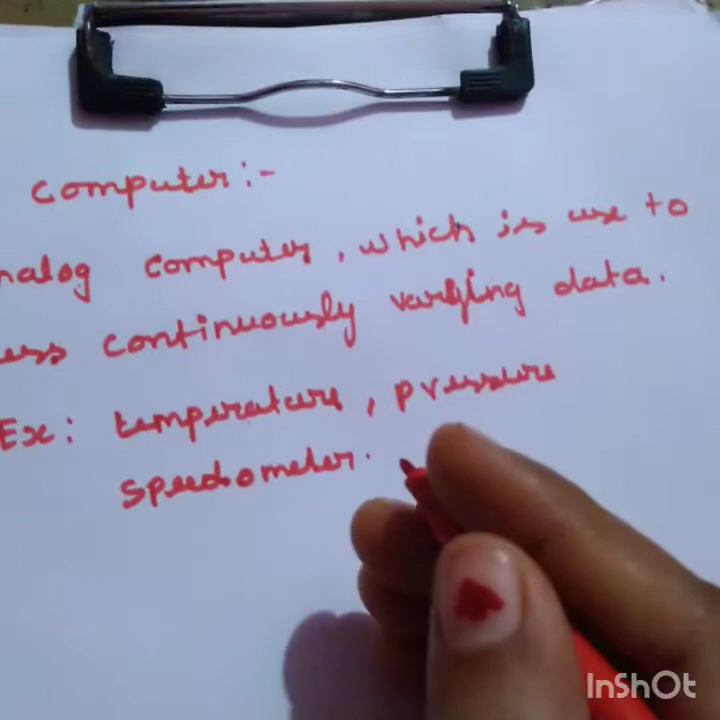 computer:-
nalog computer, which is use to
ess continuously varying data.
Ex: temperature, pressure
speedometer.
InShOt